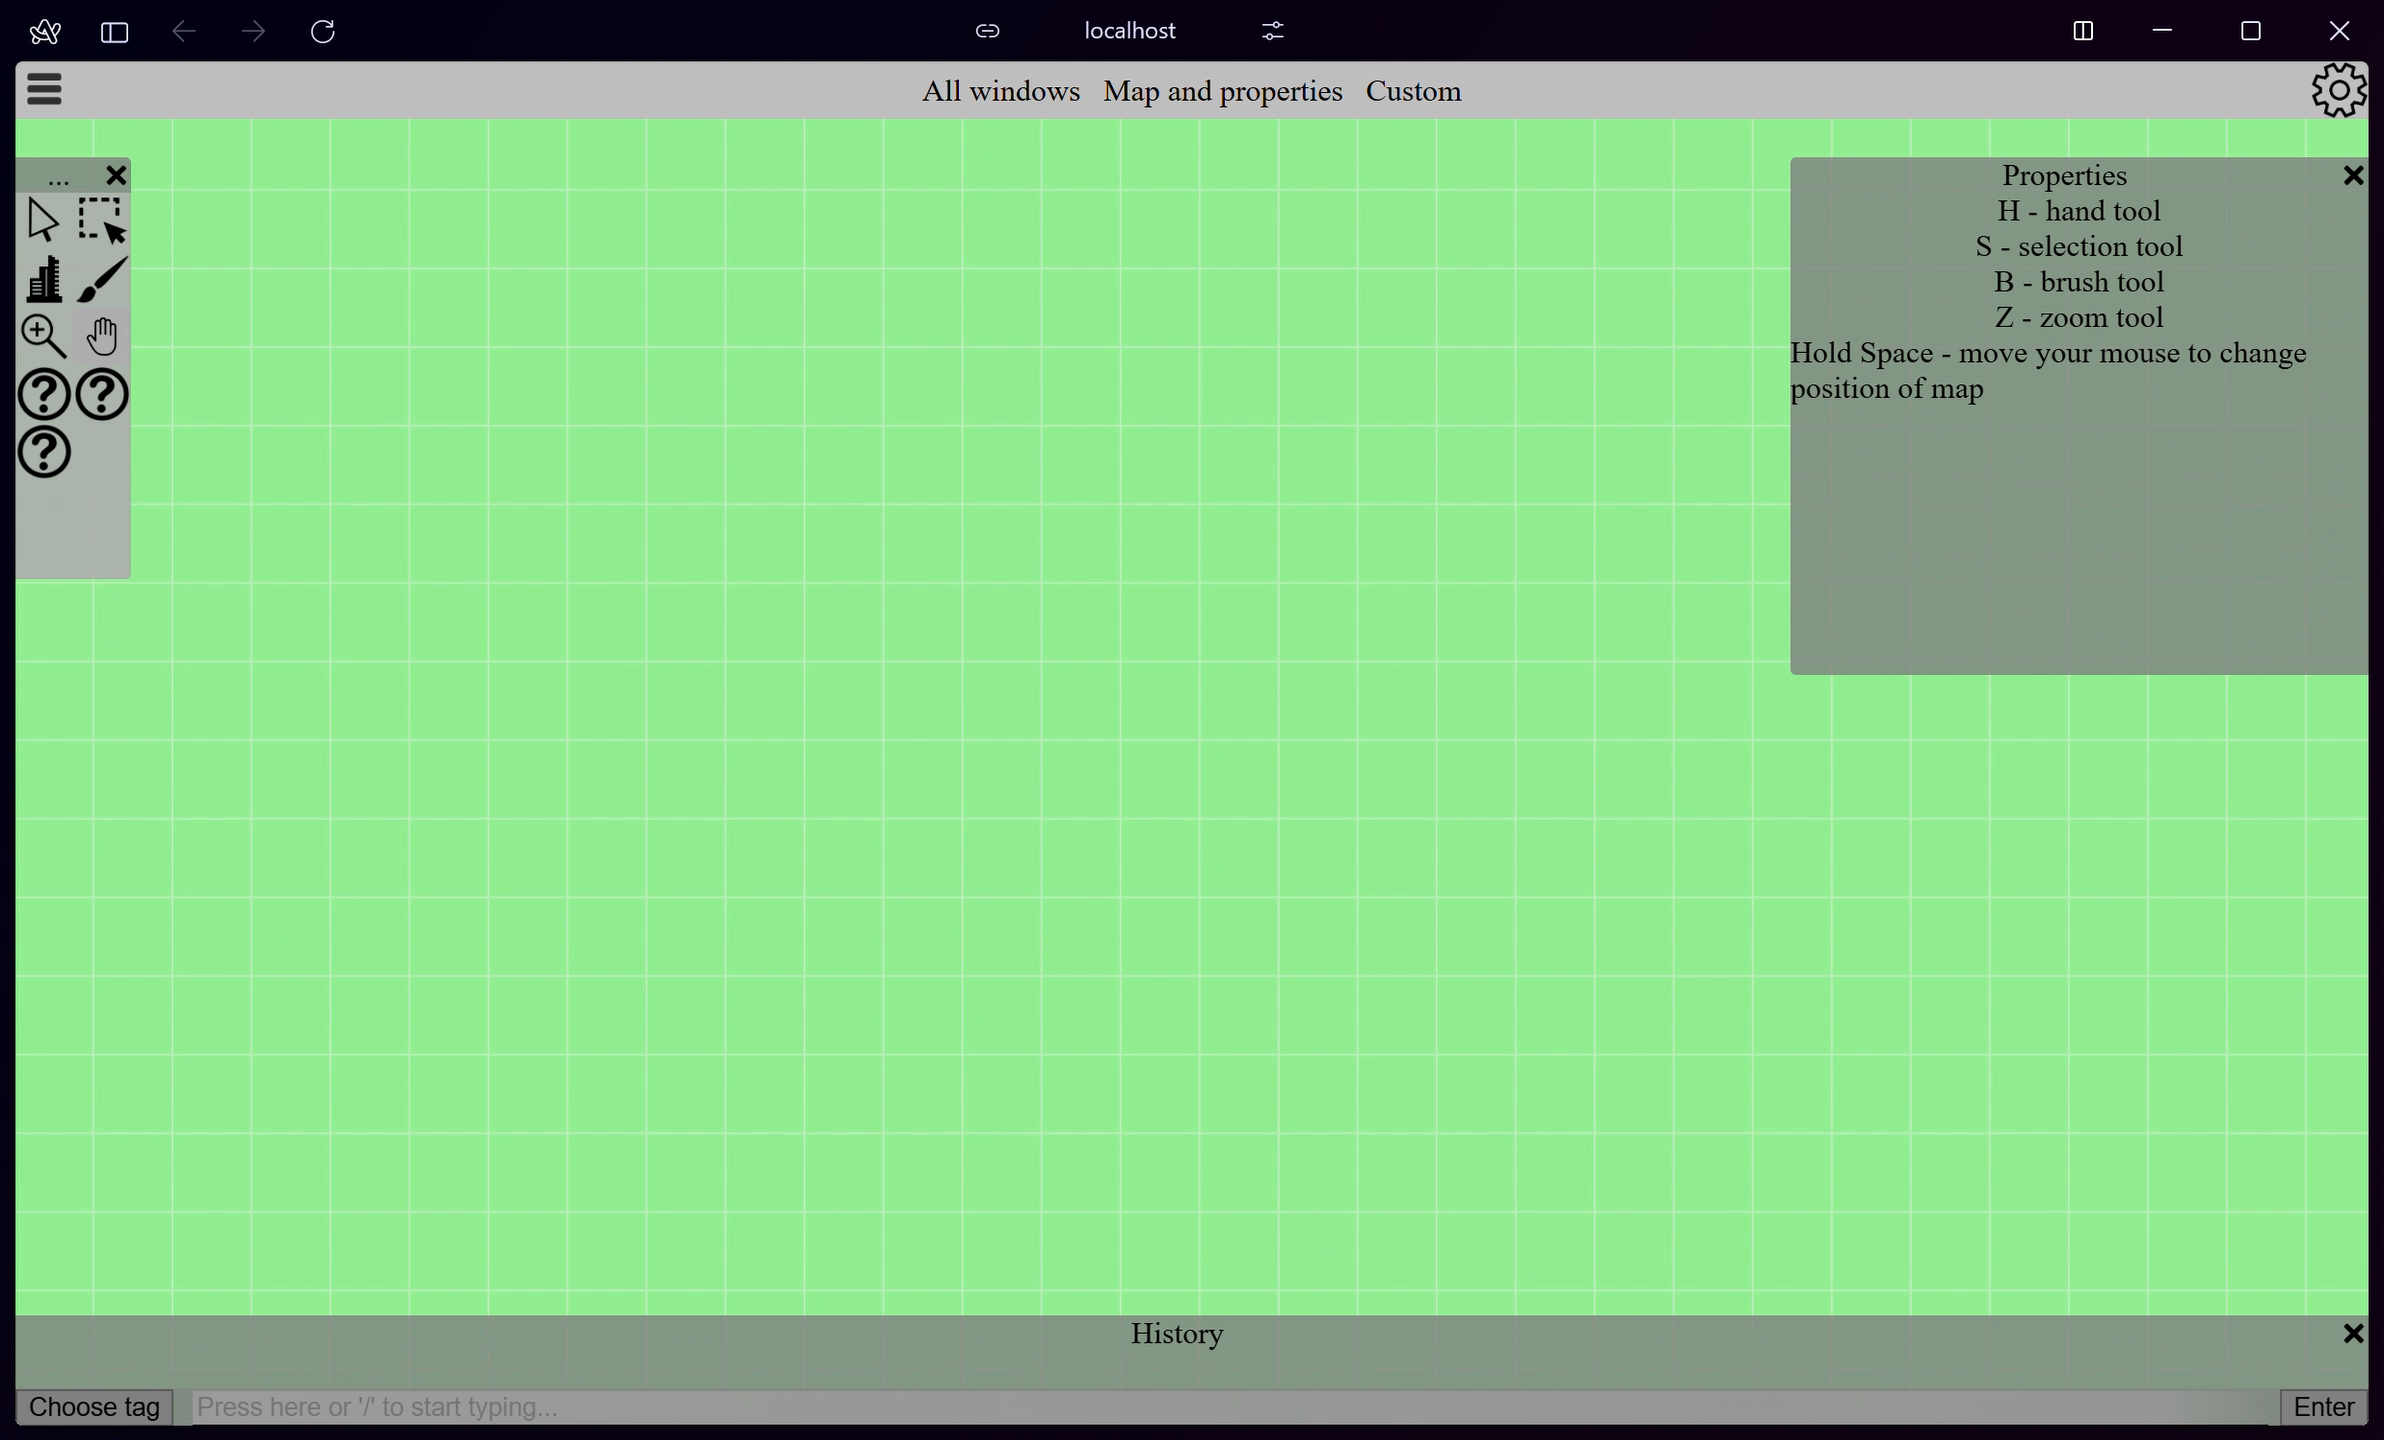 localhost
All windows Map and properties Custom
...
Properties
H - hand tool
S - selection tool
B - brush tool
Z - zoom tool
Hold Space - move your mouse to change
position of map
?
?
?
History
Choose tag
Press here or '/' to start typing...
Enter